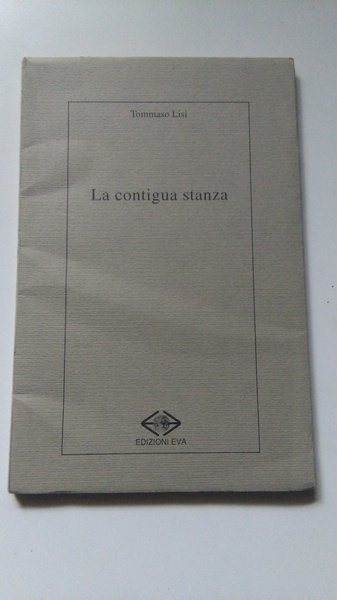 Tommaso Lisi
La contigua stanza
EDIZIONI EVA